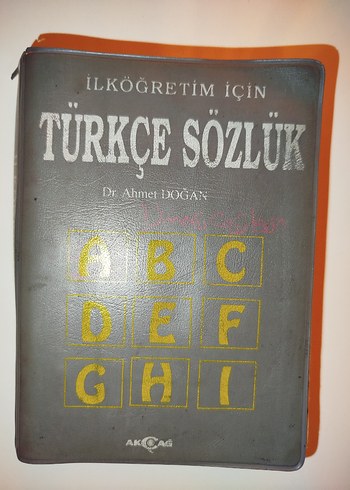 İLKÖĞRETİM İÇİN
TÜRKÇE SÖZLÜK
Dr. Ahmet DOĞAN
A B C
D E F
G H I
AKÇAĞ